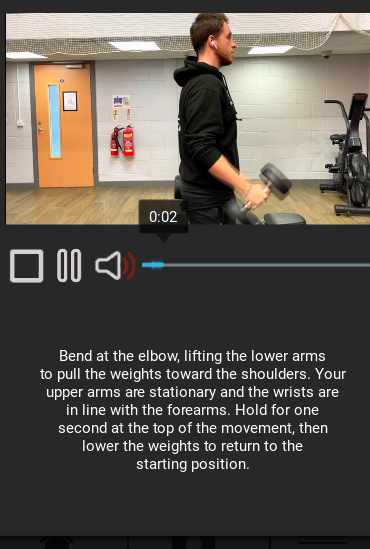 0:02
Bend at the elbow, lifting the lower arms
to pull the weights toward the shoulders. Your
upper arms are stationary and the wrists are
in line with the forearms. Hold for one
second at the top of the movement, then
lower the weights to return to the
starting position.